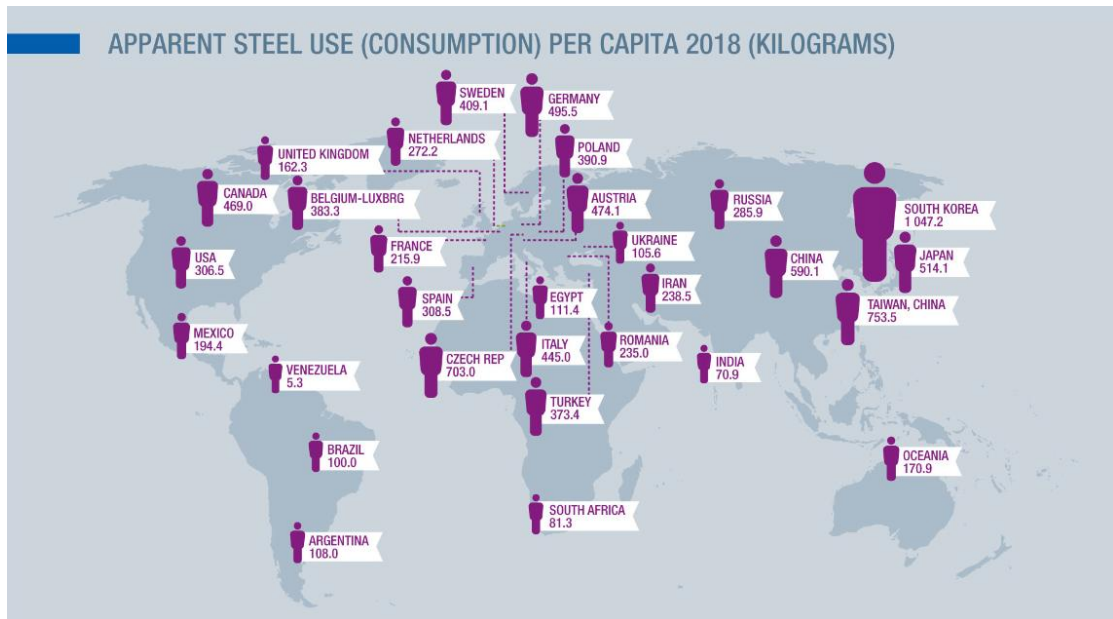 APPARENT STEEL USE (CONSUMPTION) PER CAPITA 2018 (KILOGRAMS)
SWEDEN
409.1
GERMANY
495.5
NETHERLANDS
272.2
POLAND
390.9
UNITED KINGDOM
162.3
CANADA
469.0
BELGIUM-LUXBRG
383.3
AUSTRIA
474.1
RUSSIA
285.9
SOUTH KOREA
1 047.2
FRANCE
215.9
UKRAINE
105.6
USA
306.5
CHINA
590.1
JAPAN
514.1
SPAIN
308.5
EGYPT
111.4
IRAN
238.5
TAIWAN, CHINA
753.5
MEXICO
194.4
CZECH REP
703.0
ITALY
445.0
ROMANIA
235.0
INDIA
70.9
VENEZUELA
5.3
TURKEY
373.4
BRAZIL
100.0
OCEANIA
170.9
SOUTH AFRICA
81.3
ARGENTINA
108.0